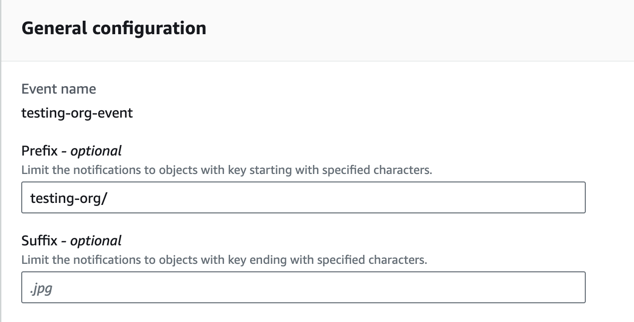 General configuration
Event name
testing-org-event
Prefix - optional
Limit the notifications to objects with key starting with specified characters.
testing-org/
Suffix - optional
Limit the notifications to objects with key ending with specified characters.
.jpg